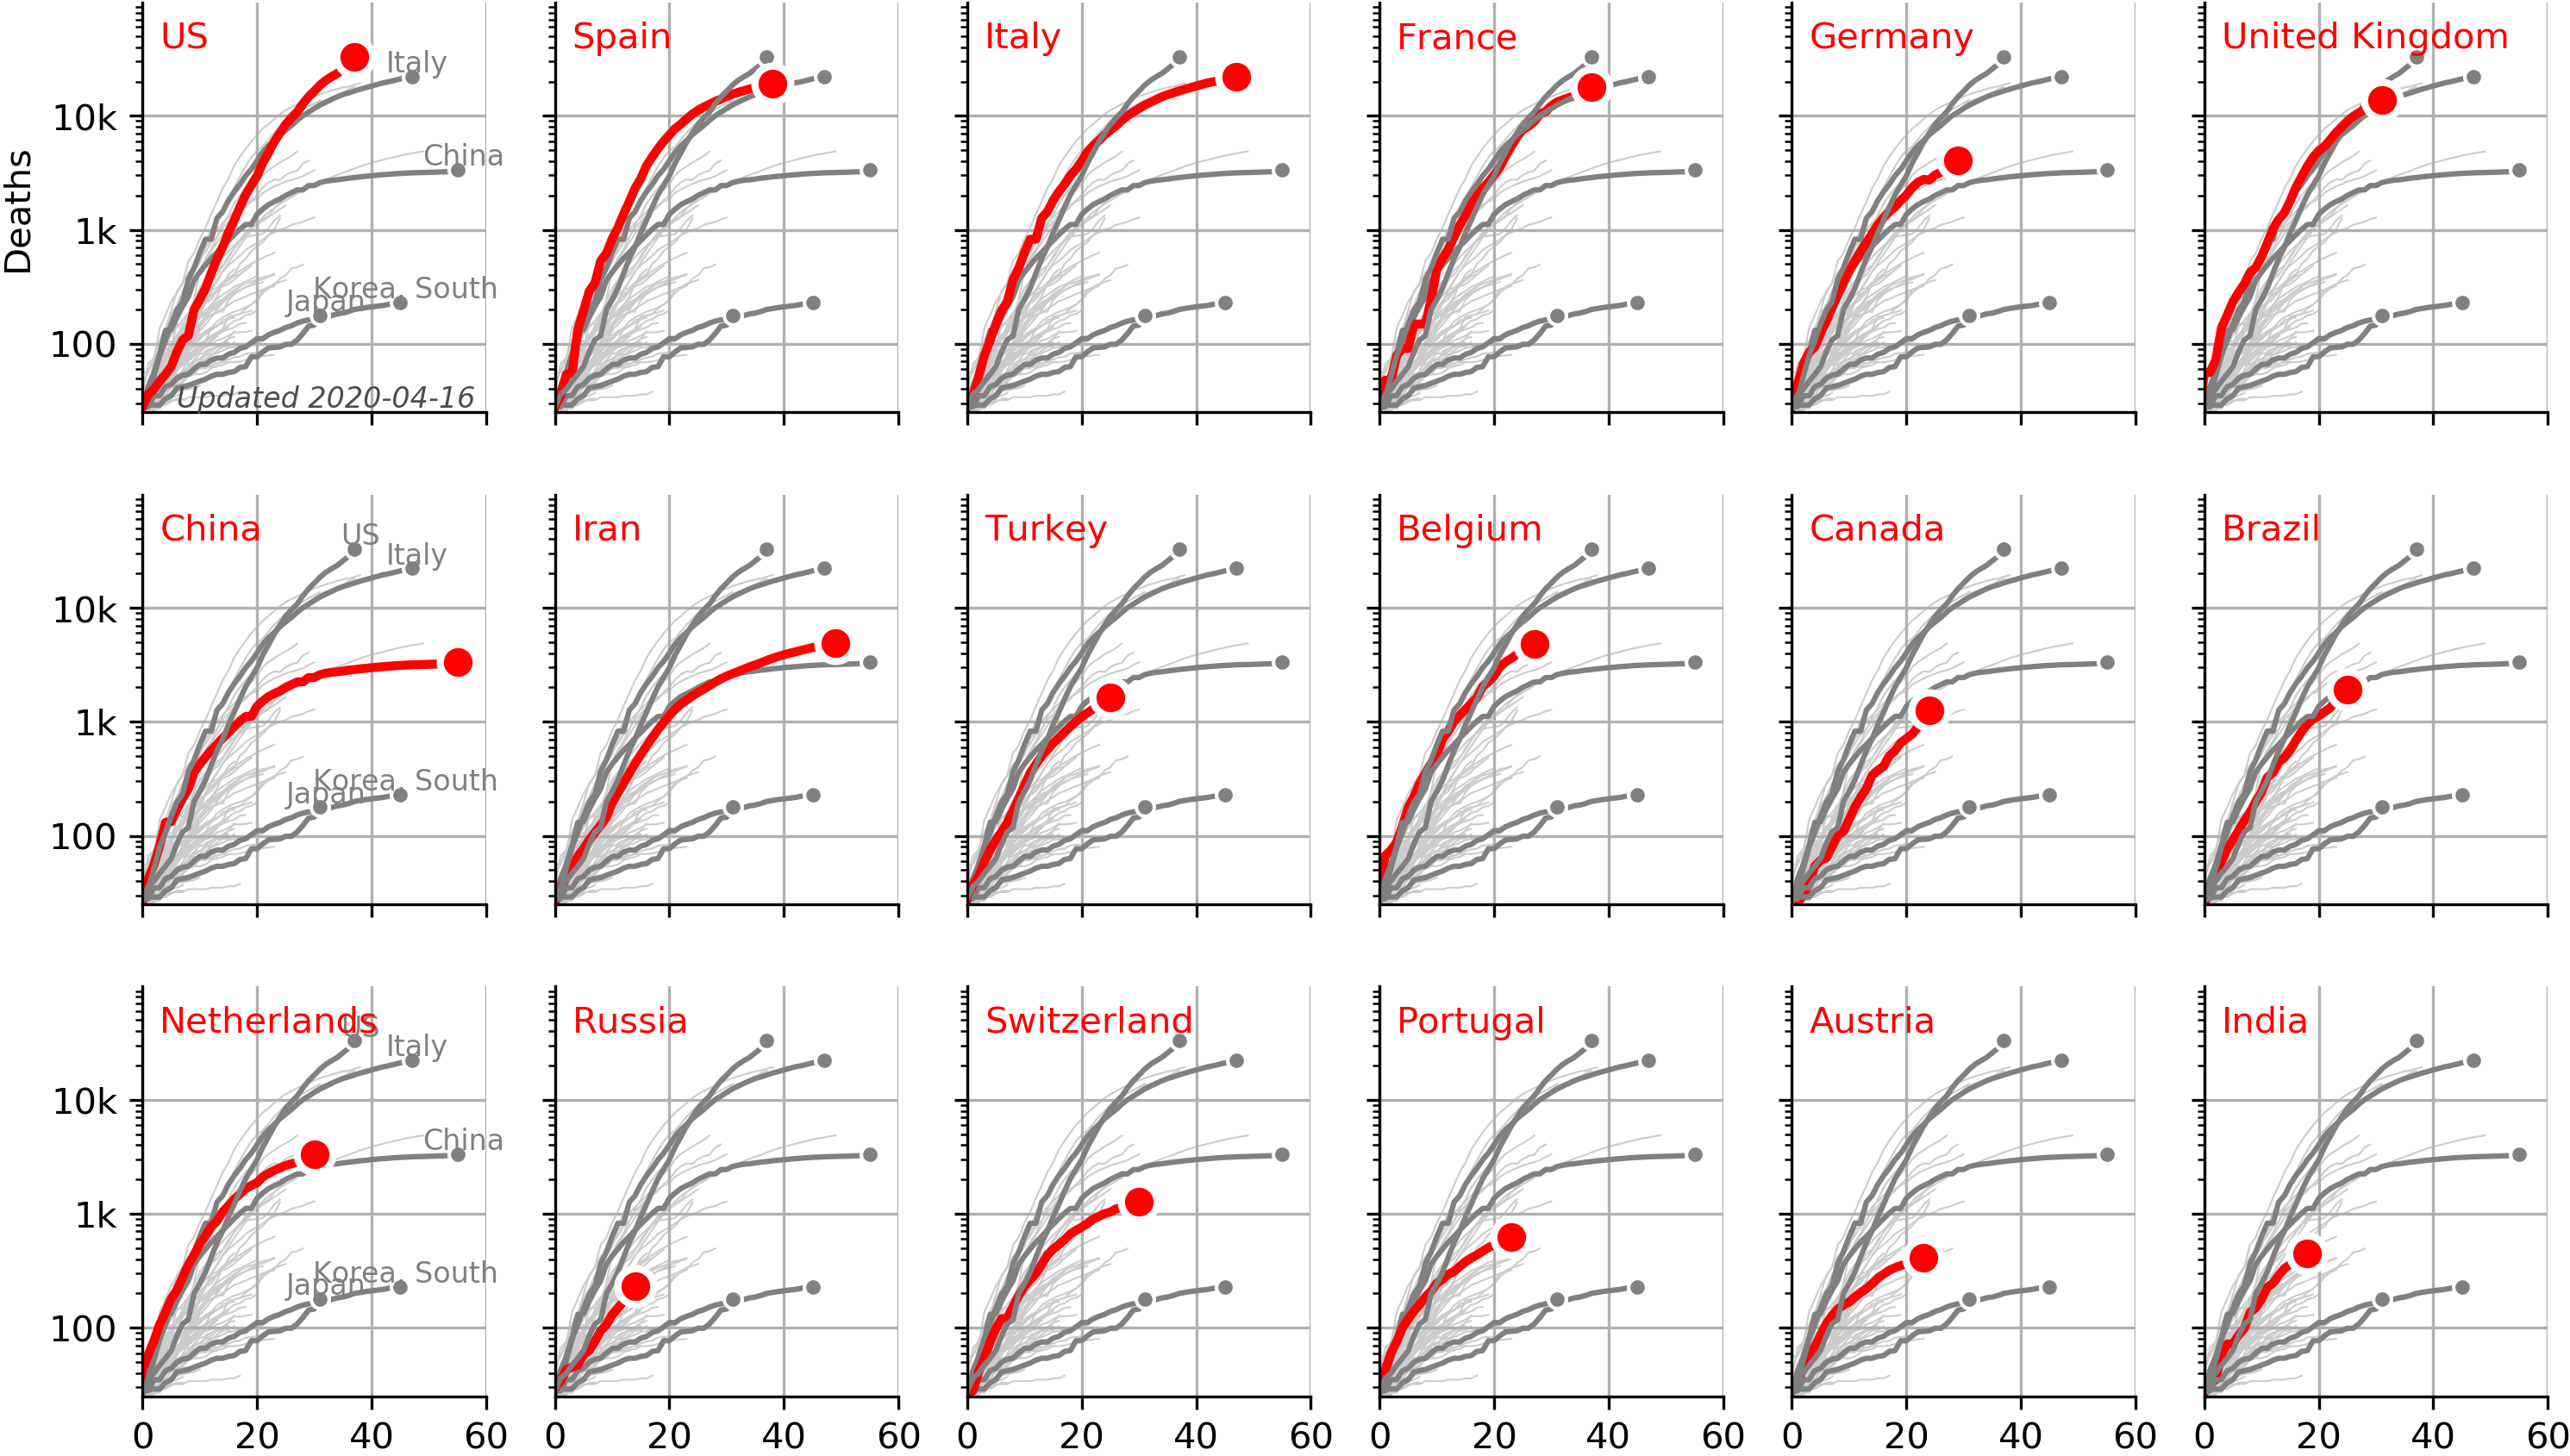 US
Spain
Italy
France
Germany
United Kingdom
Italy
10k
China
Deaths
1k
Korea, South
Japan
100
Updated 2020-04-16
China
Iran
Turkey
Belgium
Canada
Brazil
US
Italy
10k
1k
Korea, South
Japan
100
Netherlands
Russia
Switzerland
Portugal
Austria
India
US
Italy
10k
China
1k
Korea, South
Japan
100
0 20 40 60 0 20 40 60 0 20 40 60 0 20 40 60 0 20 40 60 0 20 40 60